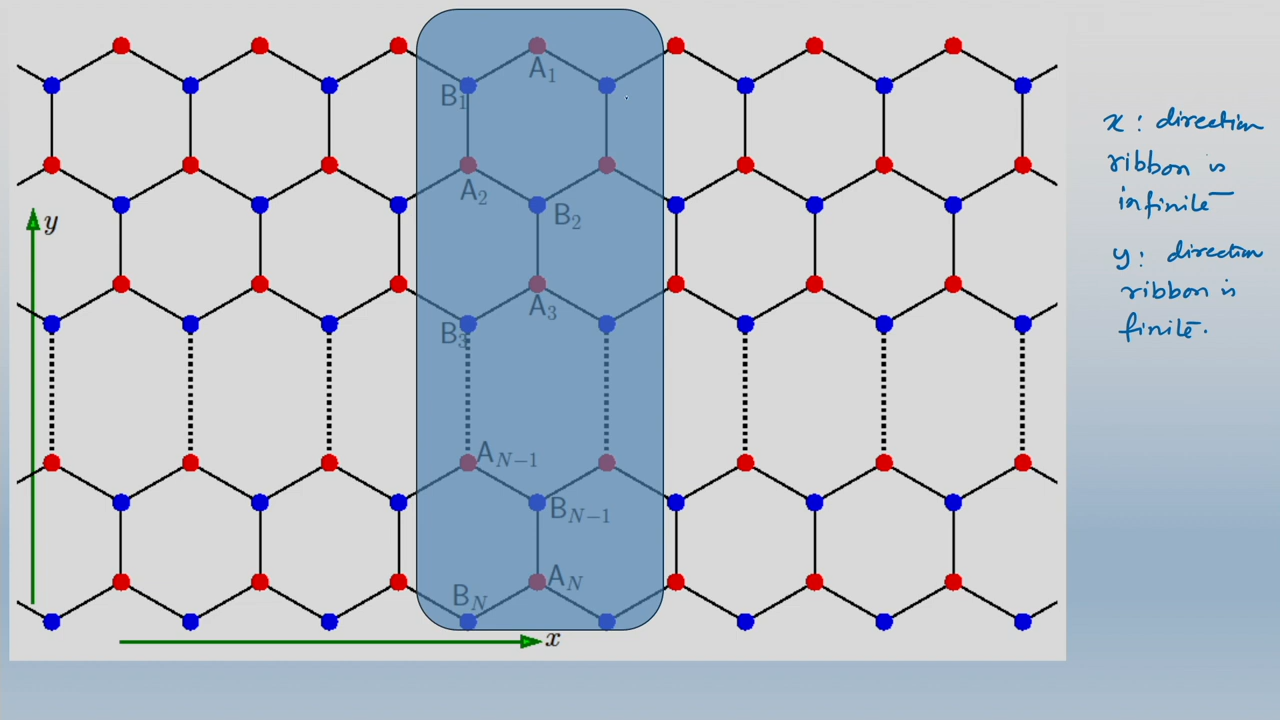 A1
B1
A2
B2
A3
B3
AN−1
BN−1
AN
BN
y
x
x : direction
ribbon is
infinite
y : direction
ribbon is
finite.